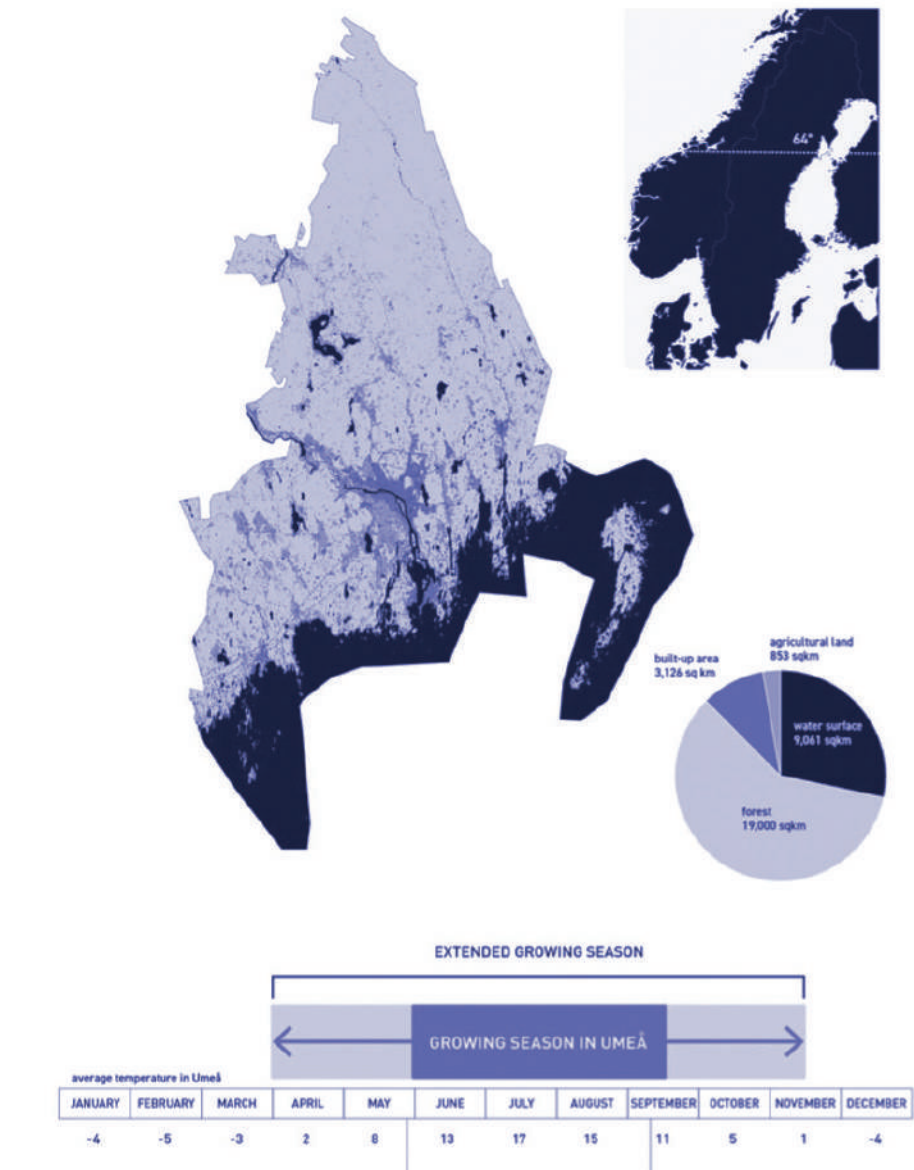 64°
agricultural land
853 sqkm
built-up area
3,126 sq km
water surface
9,061 sqkm
forest
19,000 sqkm
EXTENDED GROWING SEASON
GROWING SEASON IN UMEÅ
average temperature in Umeå
JANUARY FEBRUARY MARCH APRIL MAY JUNE JULY AUGUST SEPTEMBER OCTOBER NOVEMBER DECEMBER
-4 -5 -3 2 8 13 17 15 11 5 1 -4